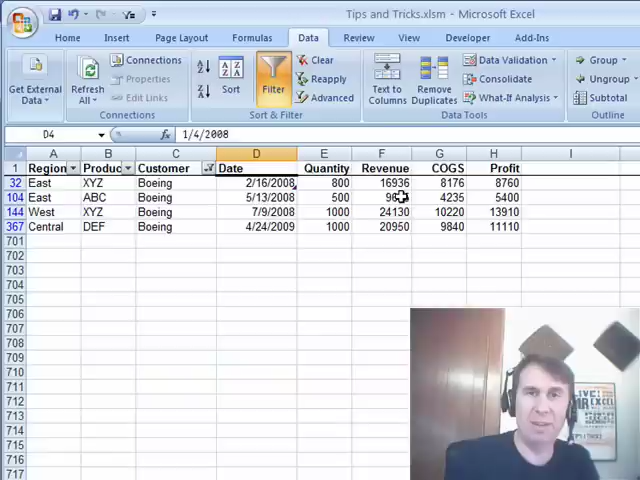 Tips and Tricks.xlsm - Microsoft Excel
Home Insert Page Layout Formulas Data Review View Developer Add-Ins
Get External Data
Refresh All
Connections
Properties
Edit Links
Connections
Sort
Filter
Clear
Reapply
Advanced
Sort & Filter
Text to Columns
Remove Duplicates
Data Validation
Consolidate
What-If Analysis
Data Tools
Group
Ungroup
Subtotal
Outline
D4 fx 1/4/2008
A B C D E F G H I
1 Region Produc Customer Date Quantity Revenue COGS Profit
32 East XYZ Boeing 2/16/2008 800 16936 8176 8760
104 East ABC Boeing 5/13/2008 500 4235 5400
144 West XYZ Boeing 7/9/2008 1000 24130 10220 13910
367 Central DEF Boeing 4/24/2009 1000 20950 9840 11110
701
702
703
704
705
706
707
708
709
710
711
712
713
714
715
716
717
LIVE!
MR EXCEL